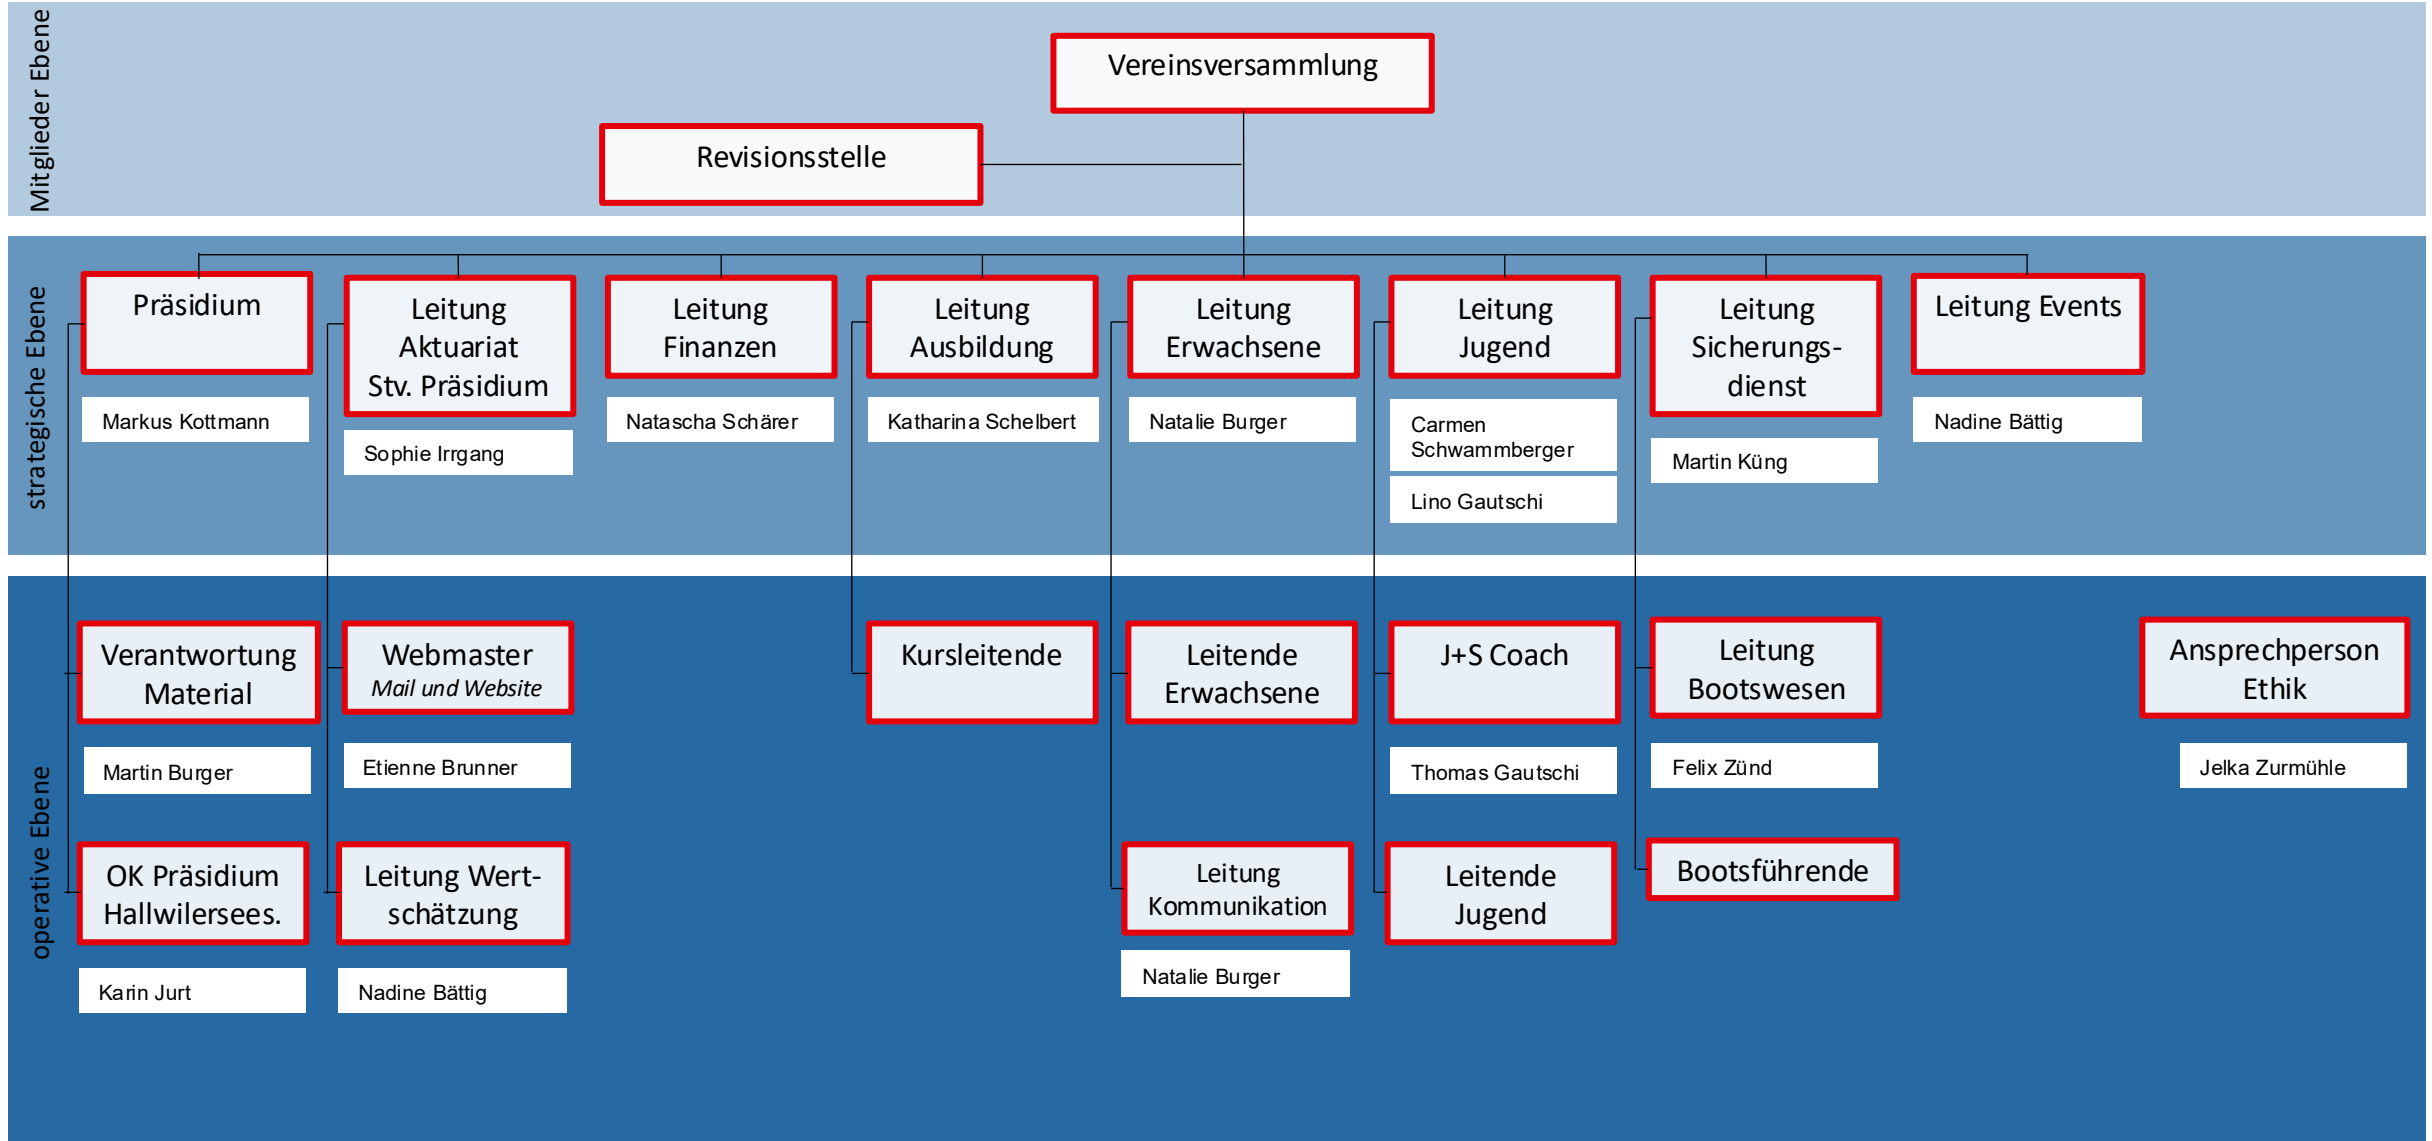 Mitglieder Ebene
Vereinsversammlung
Revisionsstelle
strategische Ebene
Präsidium
Markus Kottmann
Leitung
Aktuariat
Stv. Präsidium
Sophie Irrgang
Leitung
Finanzen
Natascha Schärer
Leitung
Ausbildung
Katharina Schelbert
Leitung
Erwachsene
Natalie Burger
Leitung
Jugend
Carmen
Schwammberger
Lino Gautschi
Leitung
Sicherungs-
dienst
Martin Küng
Leitung Events
Nadine Bättig
operative Ebene
Verantwortung
Material
Martin Burger
Webmaster
Mail und Website
Etienne Brunner
Kursleitende
Leitende
Erwachsene
J+S Coach
Thomas Gautschi
Leitung
Bootswesen
Felix Zünd
Ansprechperson
Ethik
Jelka Zurmühle
OK Präsidium
Hallwilersees.
Karin Jurt
Leitung Wert-
schätzung
Nadine Bättig
Leitung
Kommunikation
Natalie Burger
Leitende
Jugend
Bootsführende